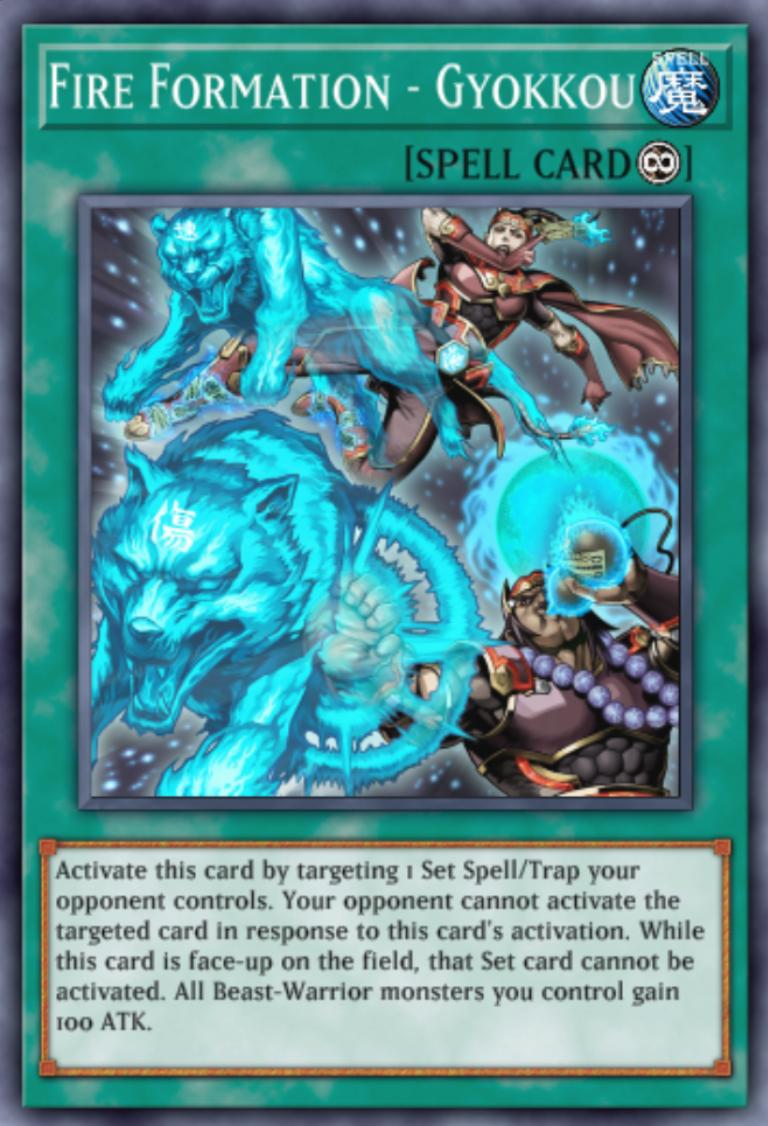 FIRE FORMATION - GYOKKOU
SPELL
魔
[SPELL CARD∞]
傷
Activate this card by targeting 1 Set Spell/Trap your
opponent controls. Your opponent cannot activate the
targeted card in response to this card's activation. While
this card is face-up on the field, that Set card cannot be
activated. All Beast-Warrior monsters you control gain
100 ATK.